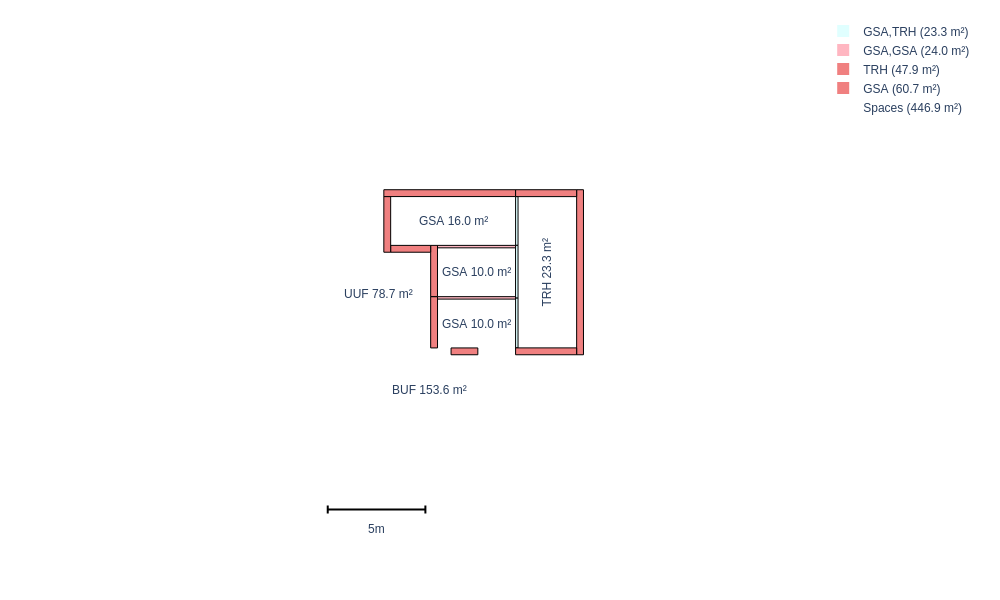 GSA,TRH (23.3 m²)
GSA,GSA (24.0 m²)
TRH (47.9 m²)
GSA (60.7 m²)
Spaces (446.9 m²)
GSA 16.0 m²
TRH 23.3 m²
GSA 10.0 m²
UUF 78.7 m²
GSA 10.0 m²
BUF 153.6 m²
5m